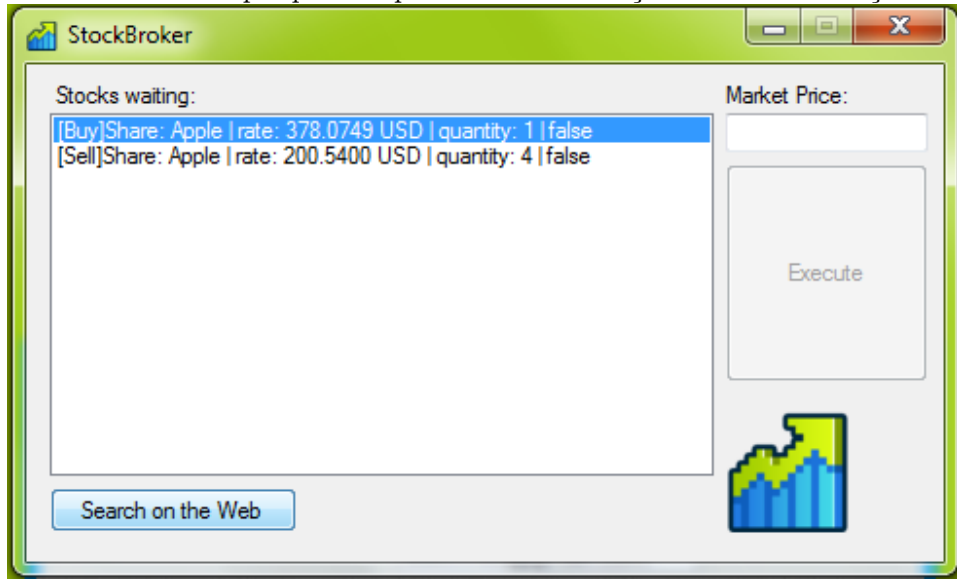 StockBroker
Stocks waiting:
[Buy]Share: Apple | rate: 378.0749 USD | quantity: 1 | false
[Sell]Share: Apple | rate: 200.5400 USD | quantity: 4 | false
Market Price:
Execute
Search on the Web